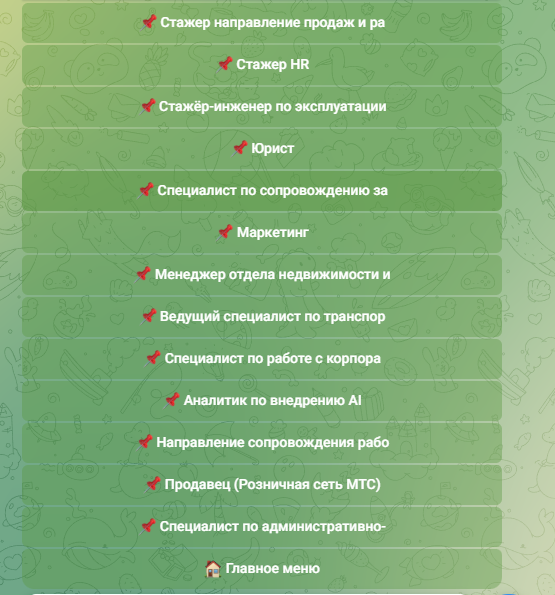 📌 Стажер направление продаж и ра
📌 Стажер HR
📌 Стажёр-инженер по эксплуатации
📌 Юрист
📌 Специалист по сопровождению за
📌 Маркетинг
📌 Менеджер отдела недвижимости и
📌 Ведущий специалист по транспор
📌 Специалист по работе с корпора
📌 Аналитик по внедрению AI
📌 Направление сопровождения рабо
📌 Продавец (Розничная сеть МТС)
📌 Специалист по административно-
🏠 Главное меню